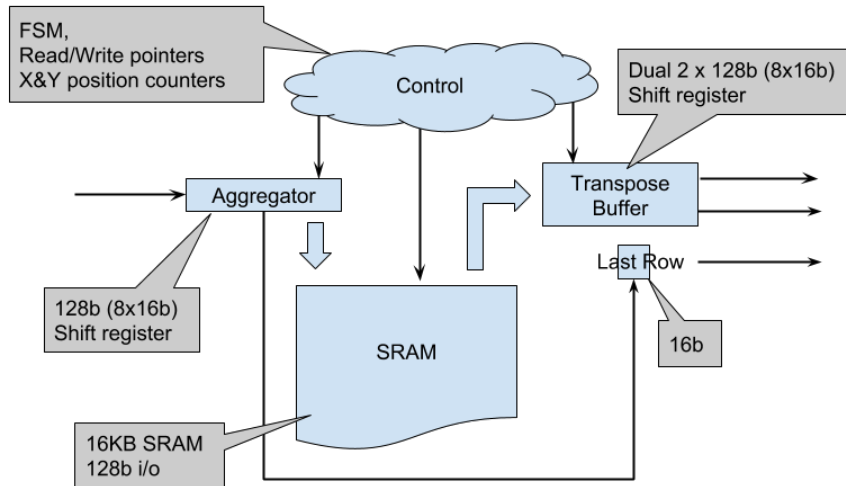 FSM,
Read/Write pointers
X&Y position counters
Control
Dual 2 x 128b (8x16b)
Shift register
Aggregator
Transpose
Buffer
Last Row
128b (8x16b)
Shift register
SRAM
16b
16KB SRAM
128b i/o